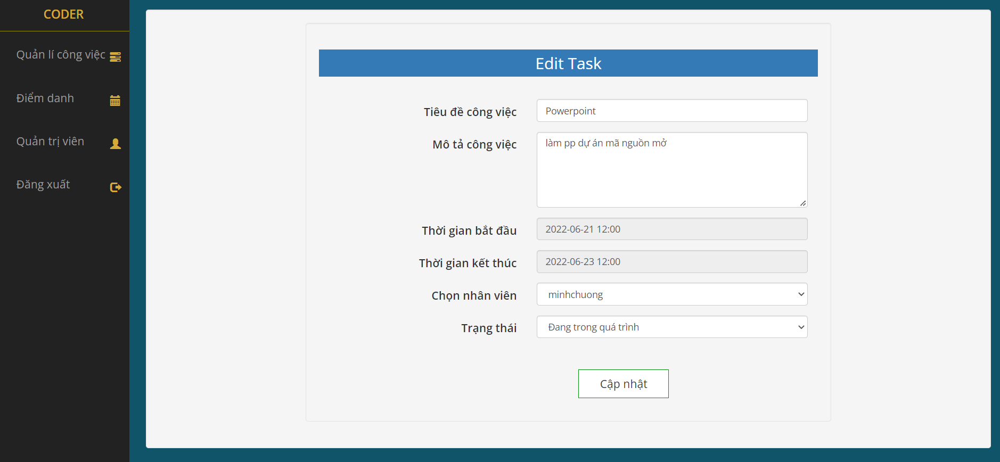 CODER
Quản lí công việc
Điểm danh
Quản trị viên
Đăng xuất
Edit Task
Tiêu đề công việc
Powerpoint
Mô tả công việc
làm pp dự án mã nguồn mở
Thời gian bắt đầu
2022-06-21 12:00
Thời gian kết thúc
2022-06-23 12:00
Chọn nhân viên
minhchuong
Trạng thái
Đang trong quá trình
Cập nhật